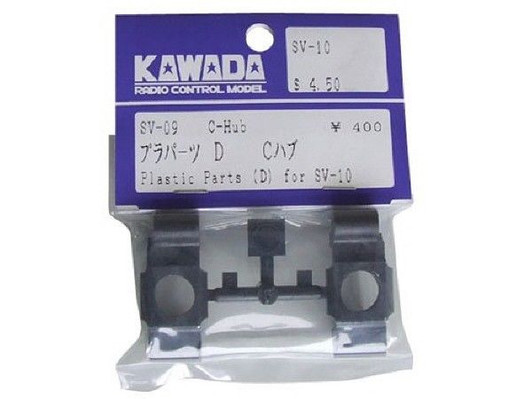 KAWADA
RADIO CONTROL MODEL
SV-10
$ 4.50
SV-09 C-Hub ¥ 400
プラパーツ D Cハブ
Plastic Parts (D) for SV-10